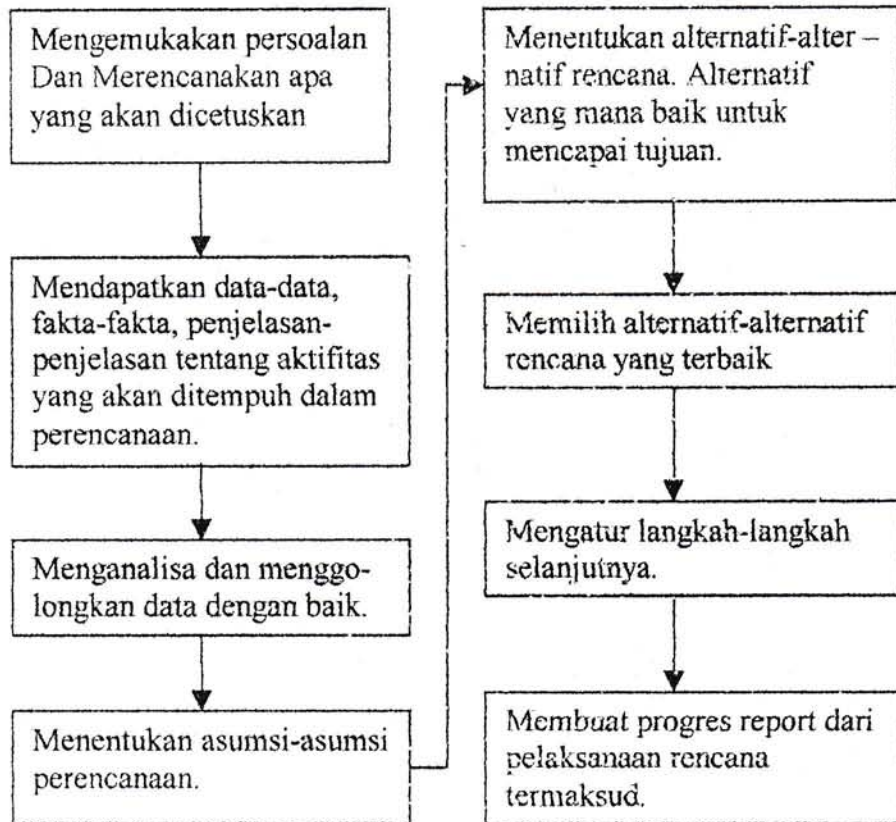 Mengemukakan persoalan
Dan Merencanakan apa
yang akan dicetuskan
Mendapatkan data-data,
fakta-fakta, penjelasan-
penjelasan tentang aktifitas
yang akan ditempuh dalam
perencanaan.
Menganalisa dan menggo-
longkan data dengan baik.
Menentukan asumsi-asumsi
perencanaan.
Menentukan alternatif-alter –
natif rencana. Alternatif
yang mana baik untuk
mencapai tujuan.
Memilih alternatif-alternatif
rencana yang terbaik
Mengatur langkah-langkah
selanjutnya.
Membuat progres report dari
pelaksanaan rencana
termaksud.